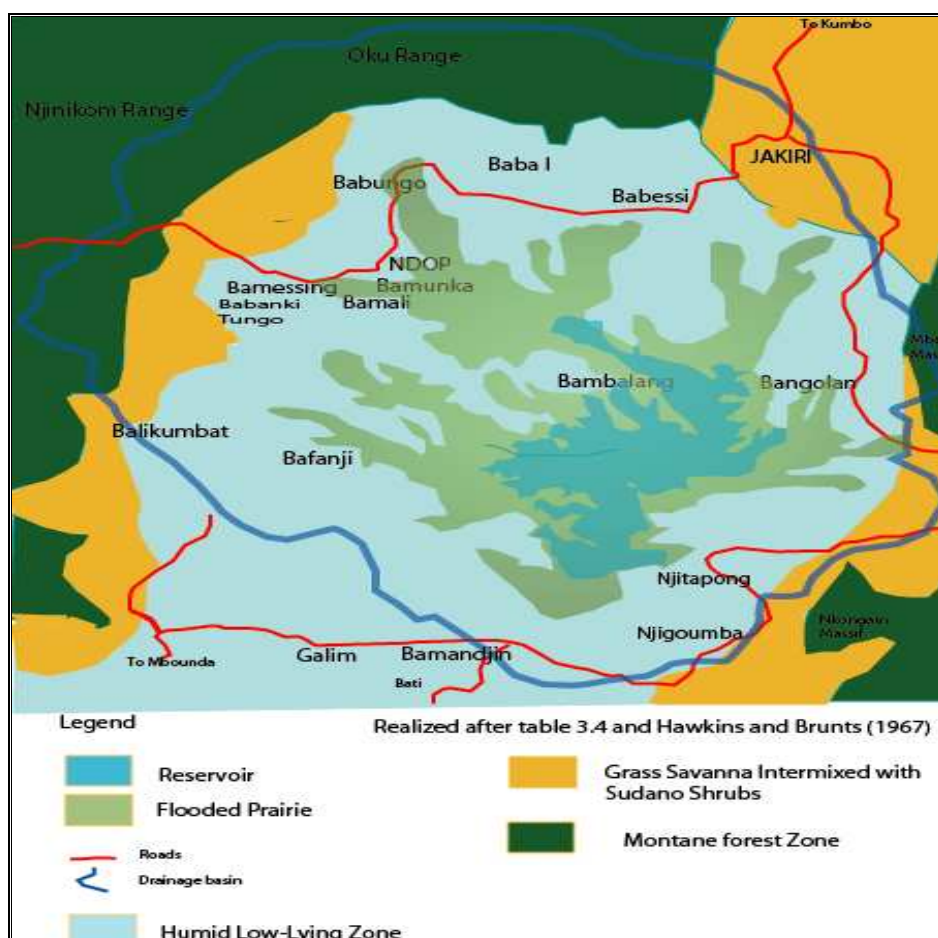 To Kumbo
Oku Range
Njinikom Range
JAKIRI
Baba I
Babungo
Babessi
NDOP
Bamessing
Bamunka
Babanki
Tungo
Bamali
Bambalang
Bangolan
Balikumbat
Bafanji
Njitapong
Njigoumba
Massif
To Mbounda
Galim
Bamandjin
Bati
Legend
Realized after table 3.4 and Hawkins and Brunts (1967)
Reservoir
Grass Savanna Intermixed with
Sudano Shrubs
Flooded Prairie
Montane forest Zone
Roads
Drainage basin
Humid Low-Lying Zone